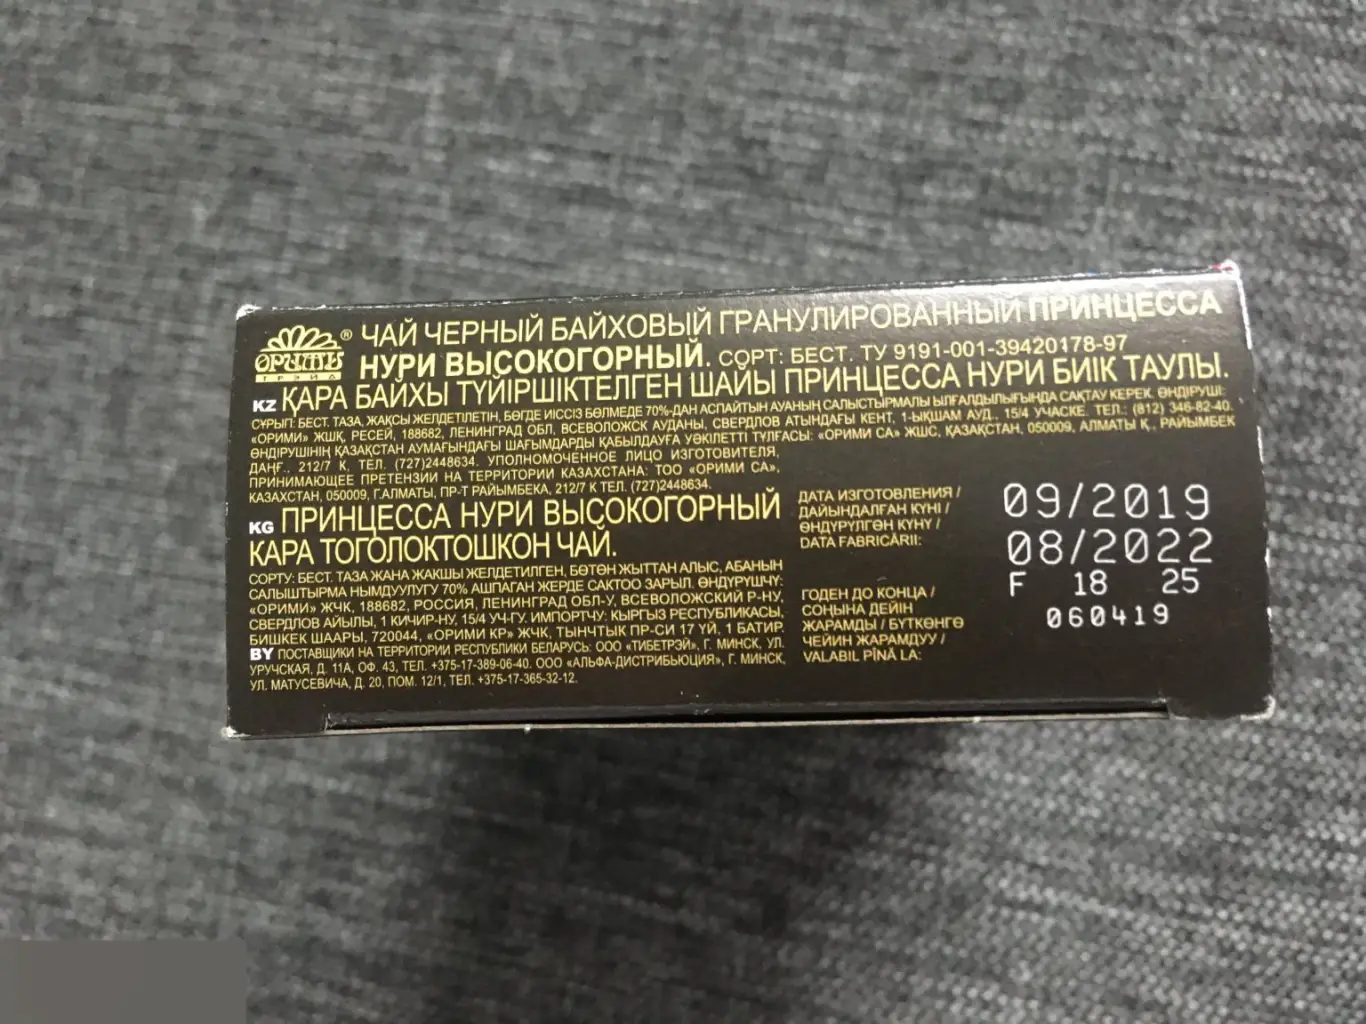 ОРИМИ ТРЭЙД ®
ЧАЙ ЧЕРНЫЙ БАЙХОВЫЙ ГРАНУЛИРОВАННЫЙ ПРИНЦЕССА
НУРИ ВЫСОКОГОРНЫЙ. СОРТ: БЕСТ. ТУ 9191-001-39420178-97
KZ ҚАРА БАЙХЫ ТҮЙІРШІКТЕЛГЕН ШАЙЫ ПРИНЦЕССА НУРИ БИІК ТАУЛЫ.
СҰРЫП: БЕСТ. ТАЗА, ЖАҚСЫ ЖЕЛДЕТІЛЕТІН, БӨГДЕ ИІССІЗ БӨЛМЕДЕ 70%-ДАН АСПАЙТЫН АУАНЫҢ САЛЫСТЫРМАЛЫ ЫЛҒАЛДЫЛЫҒЫНДА САҚТАУ КЕРЕК. ӨНДІРУШІ:
«ОРИМИ» ЖШҚ, РЕСЕЙ, 188682, ЛЕНИНГРАД ОБЛ, ВСЕВОЛОЖСК АУДАНЫ, СВЕРДЛОВ АТЫНДАҒЫ КЕНТ, 1-ЫҚШАМ АУД., 15/4 УЧАСКЕ. ТЕЛ.: (812) 346-82-40.
ӨНДІРУШІНІҢ ҚАЗАҚСТАН АУМАҒЫНДАҒЫ ШАҒЫМДАРДЫ ҚАБЫЛДАУҒА УӘКІЛЕТТІ ТҰЛҒАСЫ: «ОРИМИ СА» ЖШС, ҚАЗАҚСТАН, 050009, АЛМАТЫ Қ., РАЙЫМБЕК
ДАҢҒ., 212/7 К. ТЕЛ. (727)2448634. УПОЛНОМОЧЕННОЕ ЛИЦО ИЗГОТОВИТЕЛЯ,
ПРИНИМАЮЩЕЕ ПРЕТЕНЗИИ НА ТЕРРИТОРИИ КАЗАХСТАНА: ТОО «ОРИМИ СА»,
КАЗАХСТАН, 050009, Г.АЛМАТЫ, ПР-Т РАЙЫМБЕКА, 212/7 К ТЕЛ. (727)2448634.
KG ПРИНЦЕССА НУРИ ВЫСОКОГОРНЫЙ
КАРА ТОГОЛОКТОШКОН ЧАЙ.
СОРТУ: БЕСТ. ТАЗА ЖАНА ЖАКШЫ ЖЕЛДЕТИЛГЕН, БӨТӨН ЖЫТТАН АЛЫС, АБАНЫН
САЛЫШТЫРМА НЫМДУУЛУГУ 70% АШПАГАН ЖЕРДЕ САКТОО ЗАРЫЛ. ӨНДҮРҮШЧҮ:
«ОРИМИ» ЖЧК, 188682, РОССИЯ, ЛЕНИНГРАД ОБЛ-У, ВСЕВОЛОЖСКИЙ Р-НУ,
СВЕРДЛОВ АЙЫЛЫ, 1 КИЧИР-НУ, 15/4 УЧ-ГУ. ИМПОРТЧУ: КЫРГЫЗ РЕСПУБЛИКАСЫ,
БИШКЕК ШААРЫ, 720044, «ОРИМИ КР» ЖЧК, ТЫНЧТЫК ПР-СИ 17 ҮЙ, 1 БАТИР.
BY ПОСТАВЩИКИ НА ТЕРРИТОРИИ РЕСПУБЛИКИ БЕЛАРУСЬ: ООО «ТИБЕТРЭЙ», Г. МИНСК, УЛ.
УРУЧСКАЯ, Д. 11А, ОФ. 43, ТЕЛ. +375-17-389-06-40. ООО «АЛЬФА-ДИСТРИБЬЮЦИЯ», Г. МИНСК,
УЛ. МАТУСЕВИЧА, Д. 20, ПОМ. 12/1, ТЕЛ. +375-17-365-32-12.
ДАТА ИЗГОТОВЛЕНИЯ /
ДАЙЫНДАЛҒАН КҮНІ /
ӨНДҮРҮЛГӨН КҮНҮ /
DATA FABRICĂRII:
09/2019
08/2022
F 18 25
060419
ГОДЕН ДО КОНЦА /
СОҢЫНА ДЕЙІН
ЖАРАМДЫ / БҮТКӨНГӨ
ЧЕЙИН ЖАРАМДУУ /
VALABIL PÎNĂ LA: